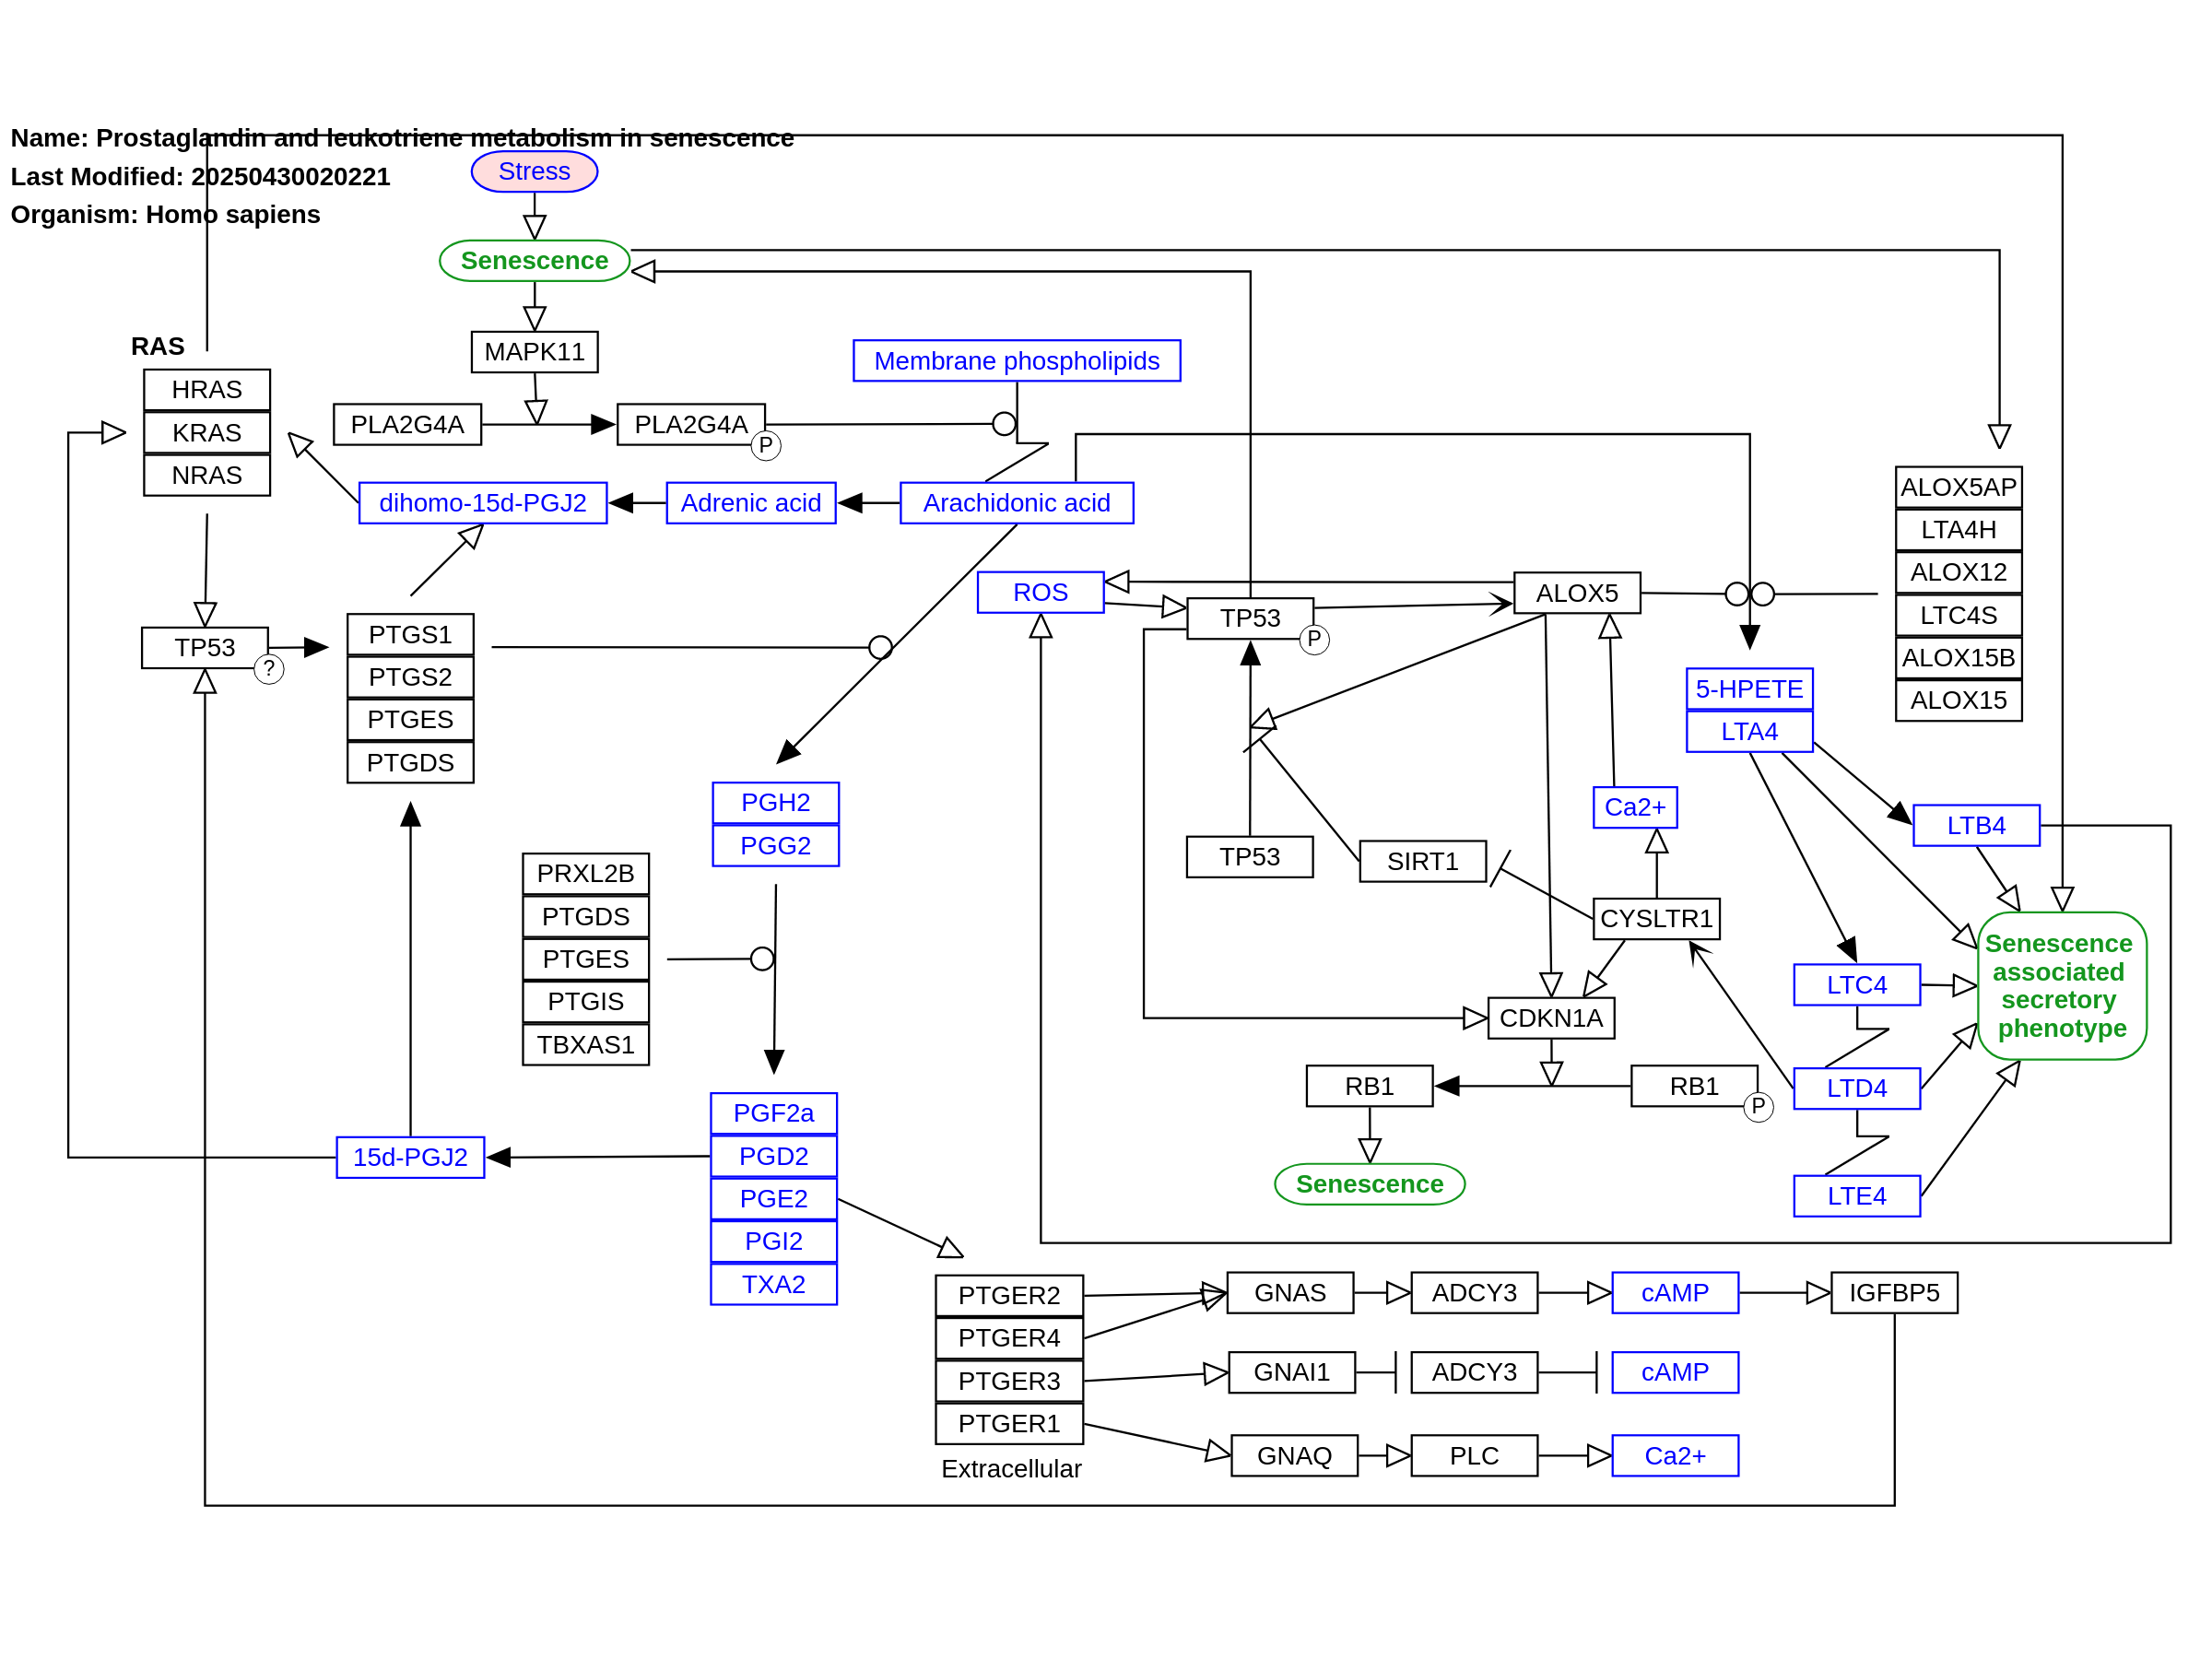 Name: Prostaglandin and leukotriene metabolism in senescence
Last Modified: 20250430020221
Organism: Homo sapiens
Stress
Senescence
MAPK11
RAS
HRAS
KRAS
NRAS
PLA2G4A
PLA2G4A
P
Membrane phospholipids
dihomo-15d-PGJ2
Adrenic acid
Arachidonic acid
TP53
?
PTGS1
PTGS2
PTGES
PTGDS
ROS
TP53
P
ALOX5
ALOX5AP
LTA4H
ALOX12
LTC4S
ALOX15B
ALOX15
5-HPETE
LTA4
PGH2
PGG2
Ca2+
LTB4
TP53
SIRT1
CYSLTR1
PRXL2B
PTGDS
PTGES
PTGIS
TBXAS1
Senescence
associated
secretory
phenotype
LTC4
CDKN1A
LTD4
RB1
RB1
P
LTE4
Senescence
15d-PGJ2
PGF2a
PGD2
PGE2
PGI2
TXA2
PTGER2
PTGER4
PTGER3
PTGER1
Extracellular
GNAS
ADCY3
cAMP
IGFBP5
GNAI1
ADCY3
cAMP
GNAQ
PLC
Ca2+